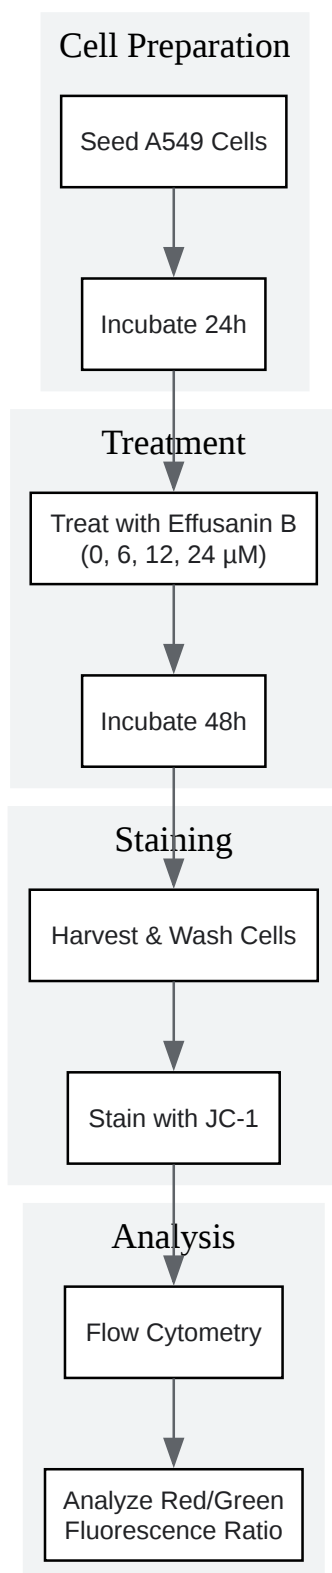 Cell Preparation
Seed A549 Cells
Incubate 24h
Treatment
Treat with Effusanin B
(0, 6, 12, 24 µM)
Incubate 48h
Staining
Harvest & Wash Cells
Stain with JC-1
Analysis
Flow Cytometry
Analyze Red/Green
Fluorescence Ratio